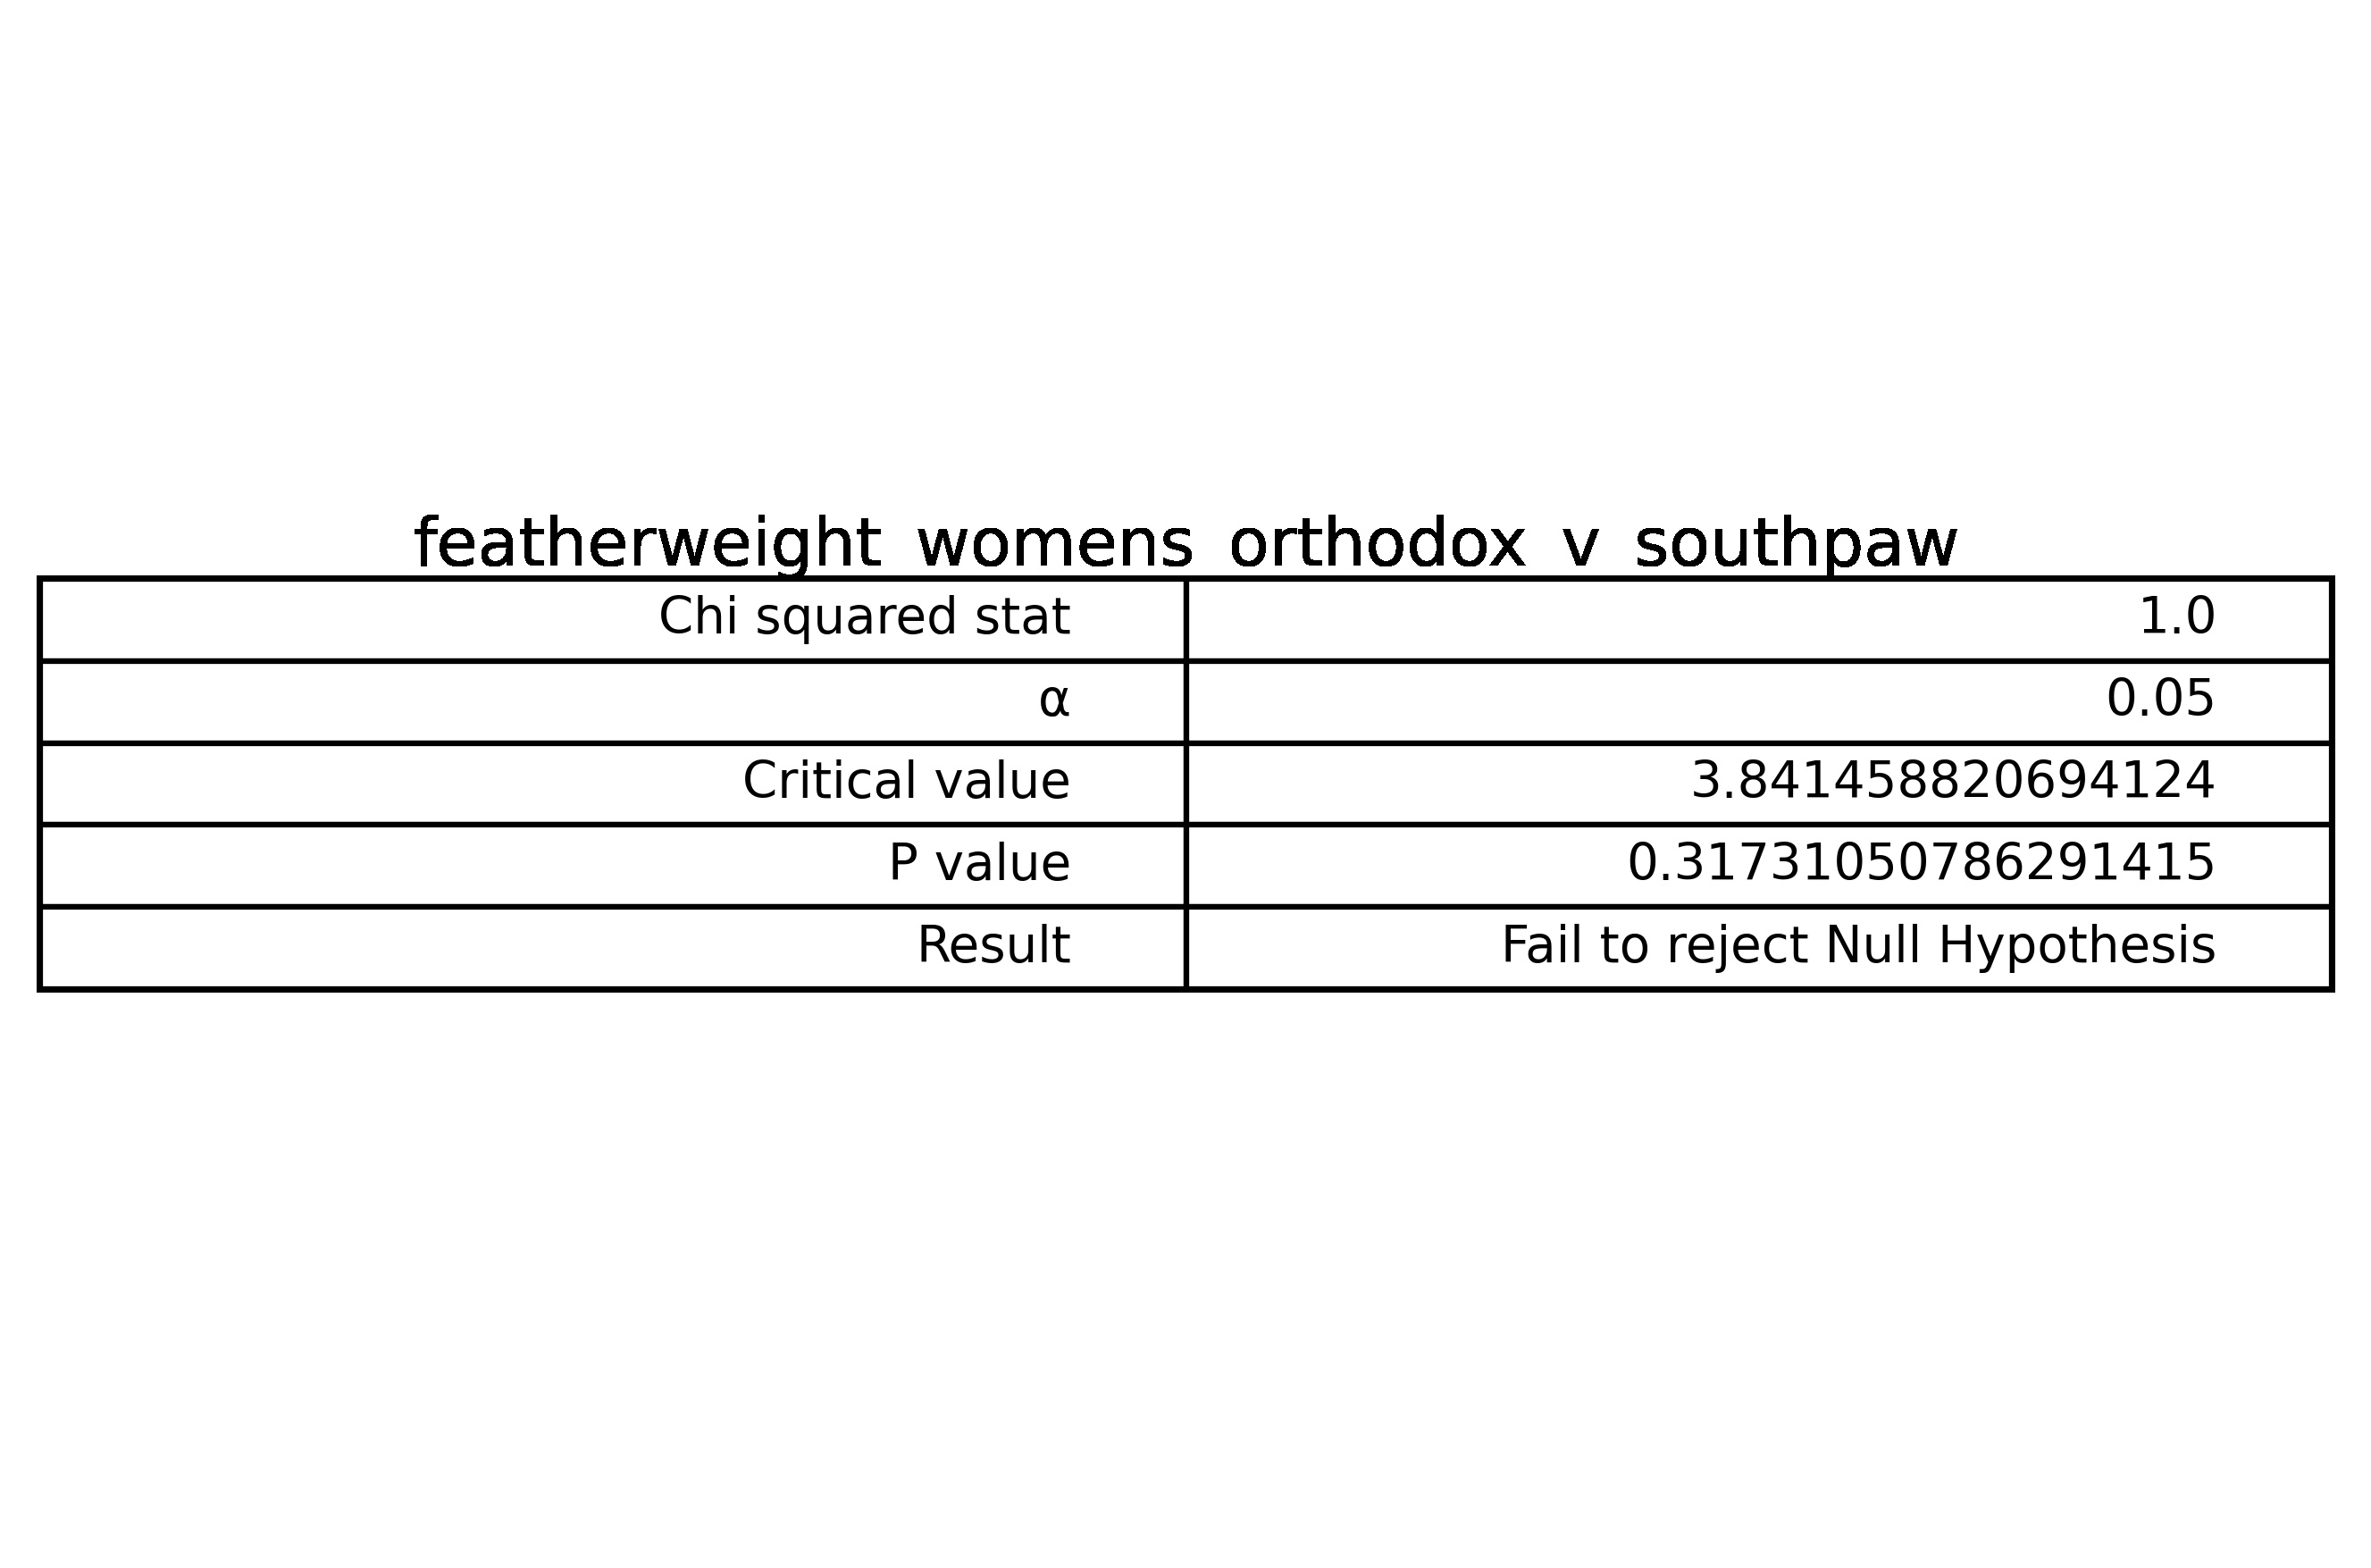 featherweight womens orthodox v southpaw
Chi squared stat 1.0
α 0.05
Critical value 3.841458820694124
P value 0.31731050786291415
Result Fail to reject Null Hypothesis